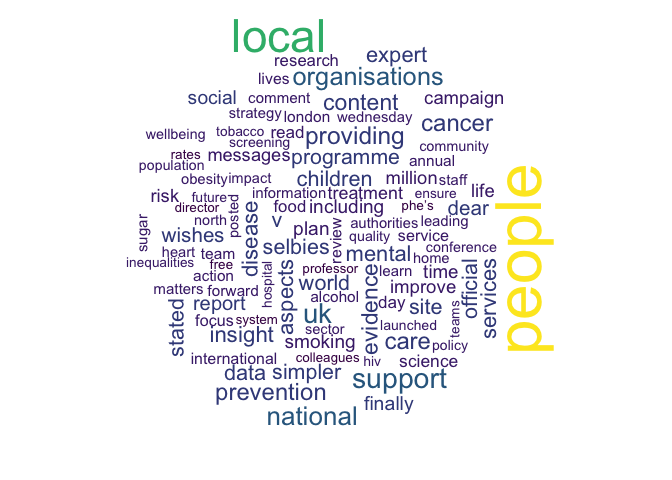 local
research
expert
lives
organisations
social
comment
content
campaign
strategy
london
wednesday
cancer
wellbeing
tobacco
read
providing
screening
community
rates
messages
programme
annual
population
obesity
impact
children
million
staff
risk
future
information
treatment
ensure
life
director
posted
food
including
phe's
dear
people
sugar
north
v
plan
review
authorities
leading
wishes
disease
selbies
quality
service
heart
team
mental
conference
inequalities
free
professor
home
action
hospital
aspects
world
evidence
learn
time
official
services
matters
forward
alcohol
improve
stated
report
uk
day
site
teams
focus
system
sector
launched
insight
smoking
care
policy
international
colleagues
hiv
science
data
simpler
support
prevention
finally
national